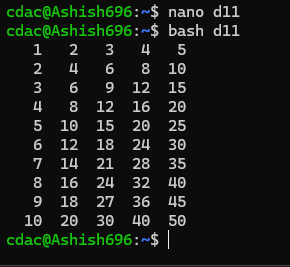 cdac@Ashish696:~$ nano d11
cdac@Ashish696:~$ bash d11
   1   2   3   4   5
   2   4   6   8  10
   3   6   9  12  15
   4   8  12  16  20
   5  10  15  20  25
   6  12  18  24  30
   7  14  21  28  35
   8  16  24  32  40
   9  18  27  36  45
  10  20  30  40  50
cdac@Ashish696:~$